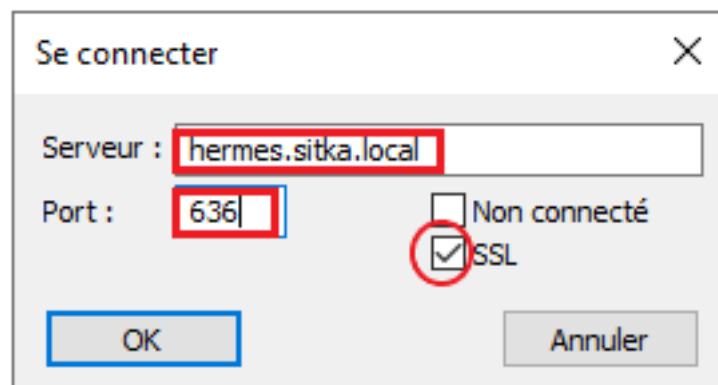 Se connecter
Serveur : hermes.sitka.local
Port : 636 Non connecté
SSL
OK Annuler